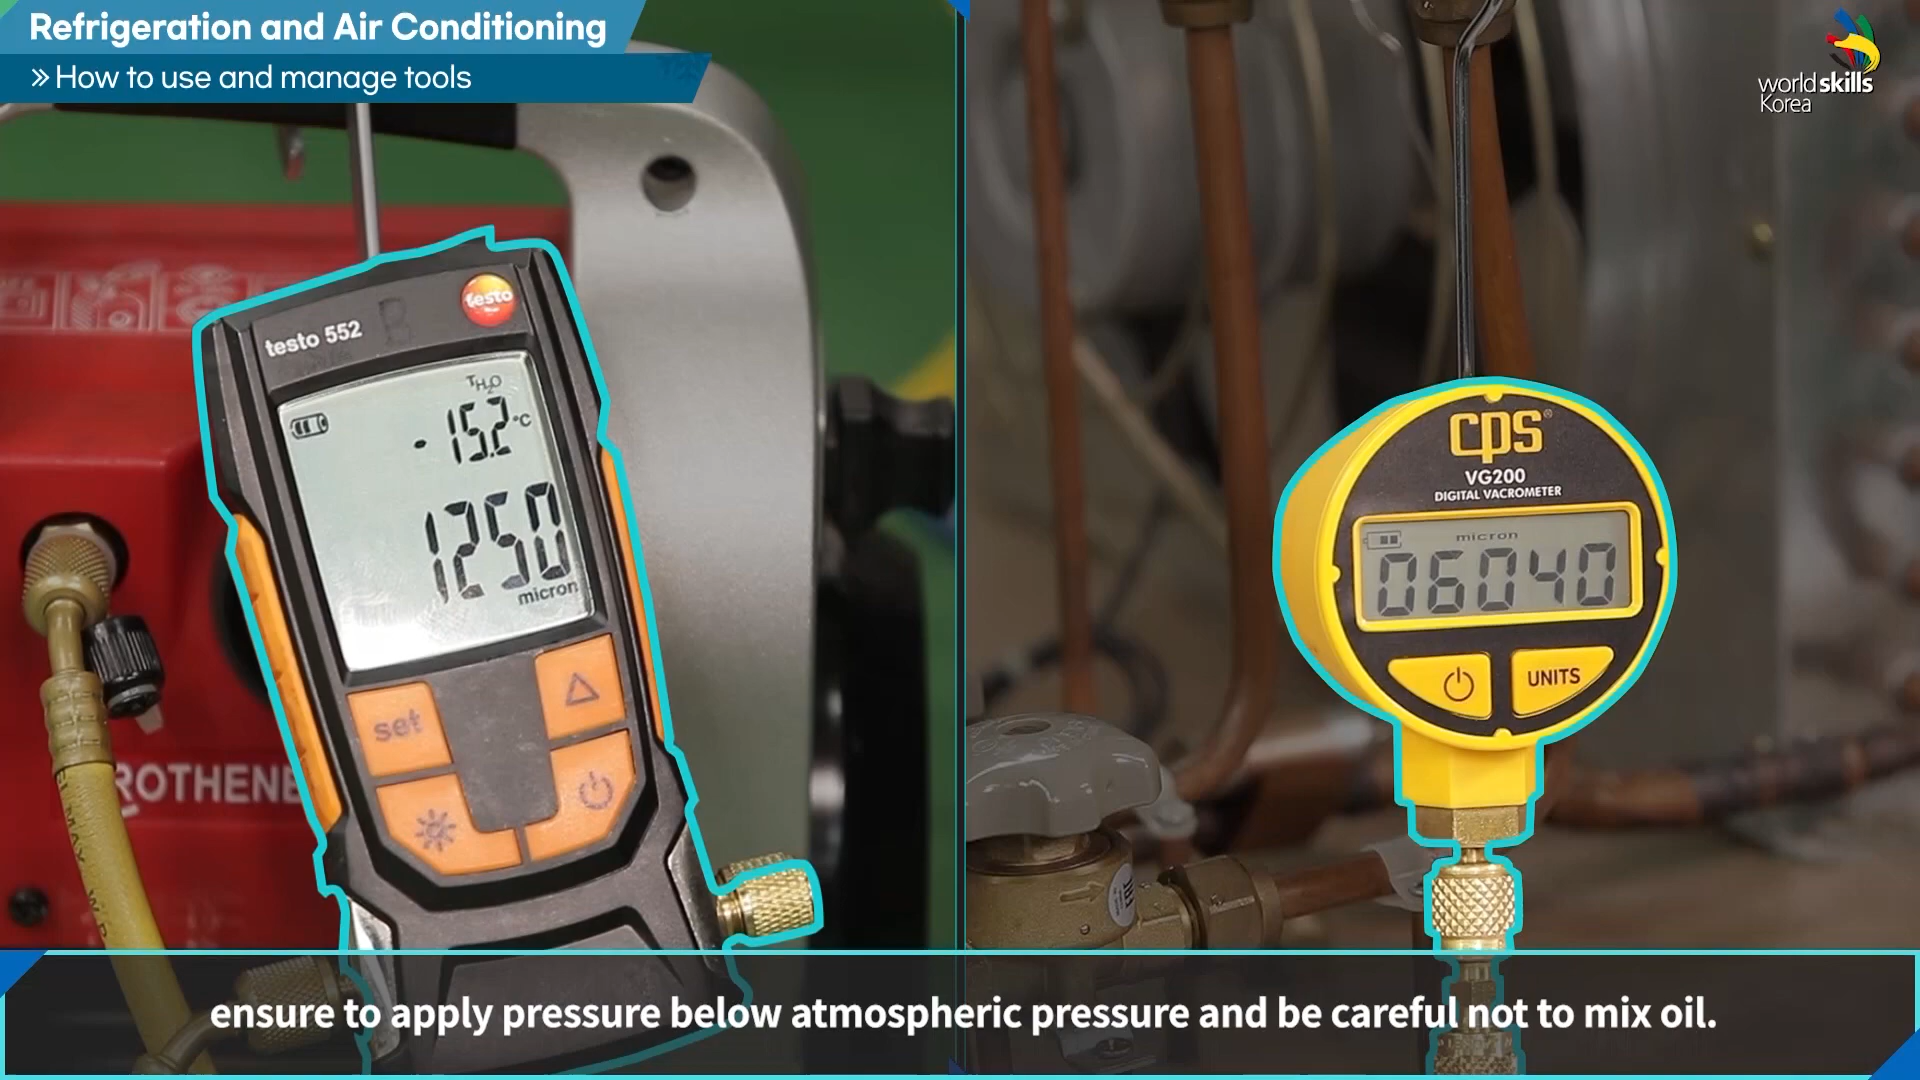 Refrigeration and Air Conditioning
» How to use and manage tools
worldskills
Korea
testo
testo 552
TH₂O
-15.2 °C
1250
micron
set
ROTHENB
cps®
VG200
DIGITAL VACROMETER
micron
06040
UNITS
ensure to apply pressure below atmospheric pressure and be careful not to mix oil.